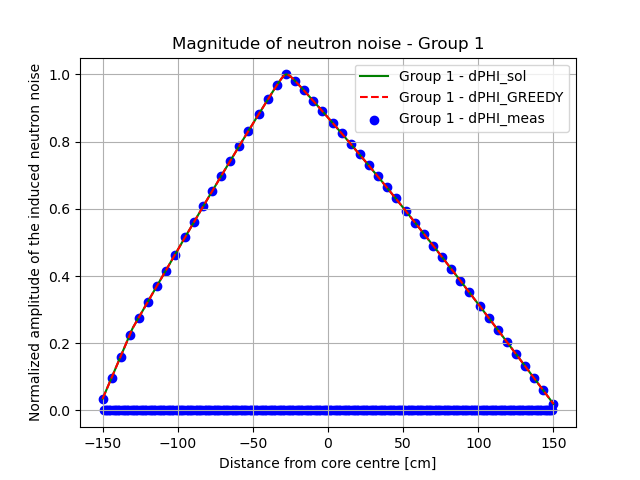 Magnitude of neutron noise - Group 1
Normalized amplitude of the induced neutron noise
1.0
0.8
0.6
0.4
0.2
0.0
Group 1 - dPHI_sol
Group 1 - dPHI_GREEDY
Group 1 - dPHI_meas
−150
−100
−50
0
50
100
150
Distance from core centre [cm]